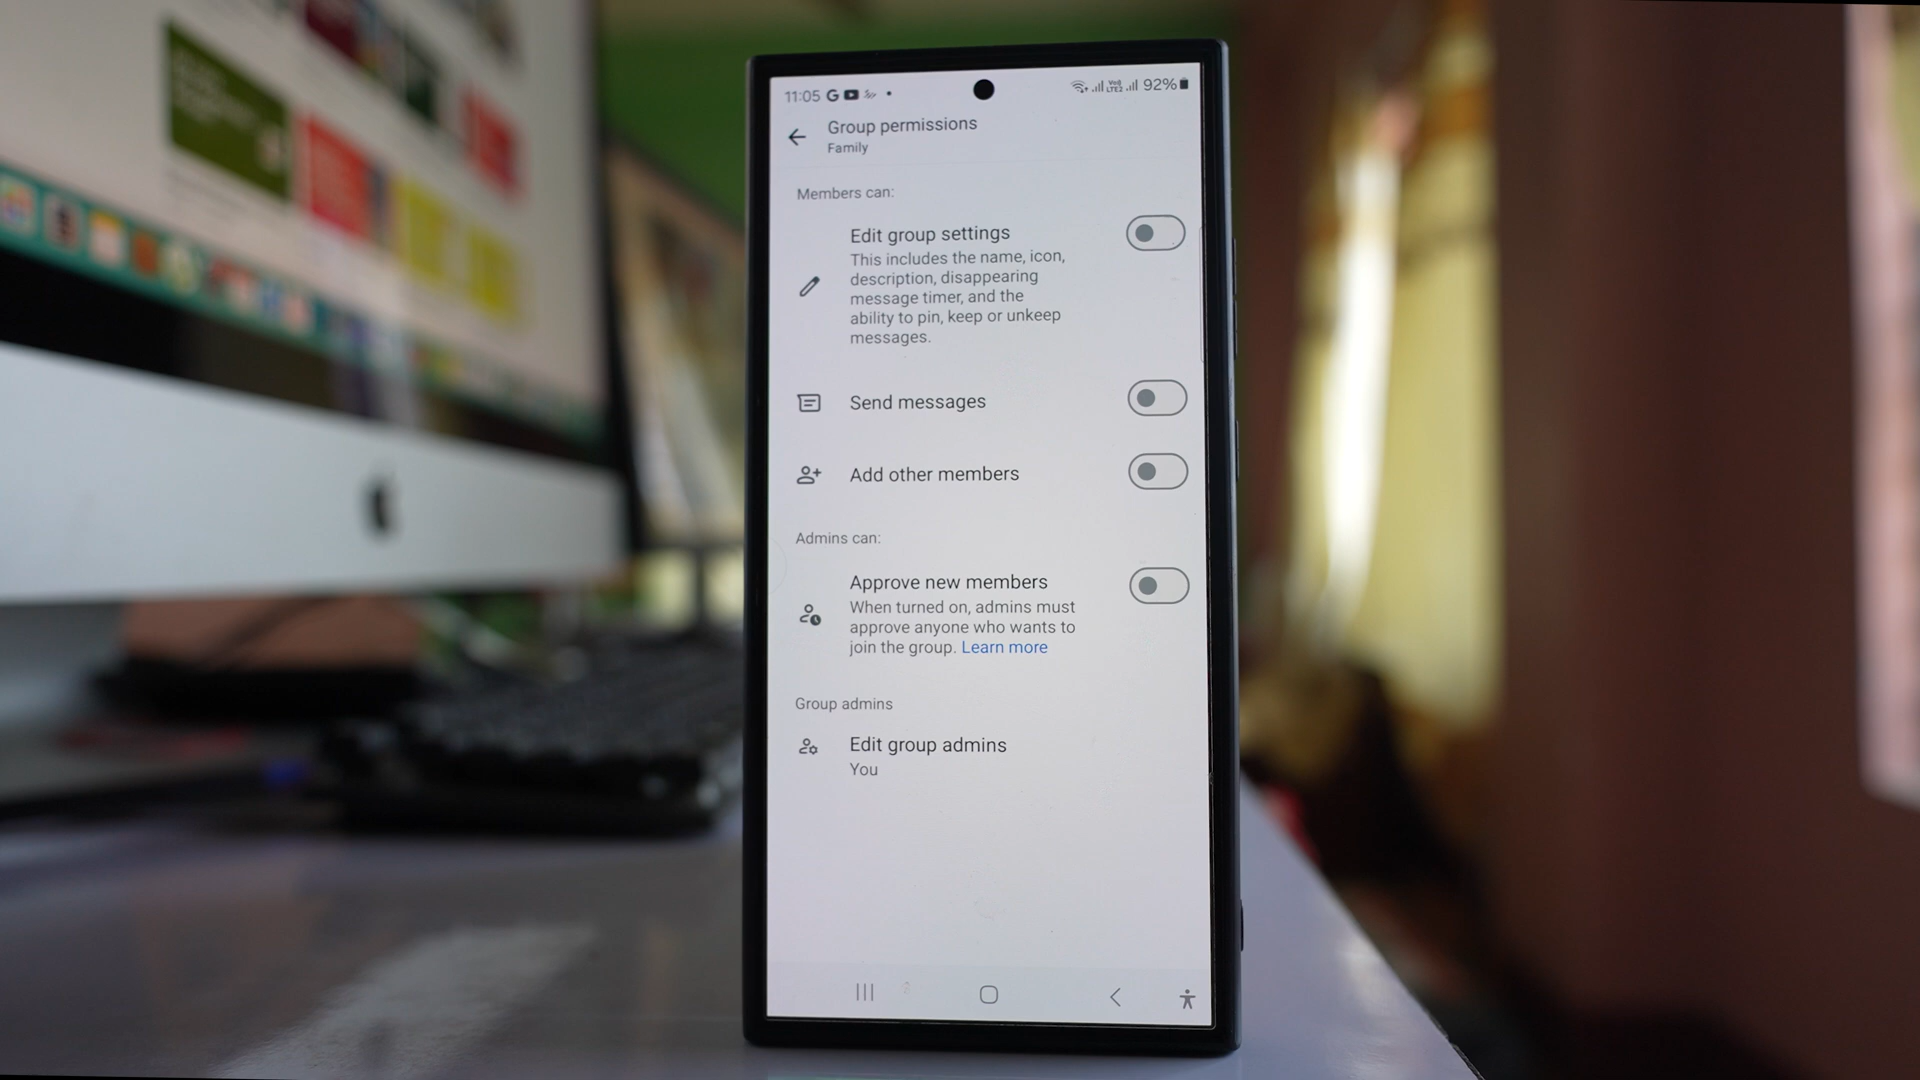 11:05 92%
Group permissions
Family
Members can:
Edit group settings
This includes the name, icon,
description, disappearing
message timer, and the
ability to pin, keep or unkeep
messages.
Send messages
Add other members
Admins can:
Approve new members
When turned on, admins must
approve anyone who wants to
join the group. Learn more
Group admins
Edit group admins
You